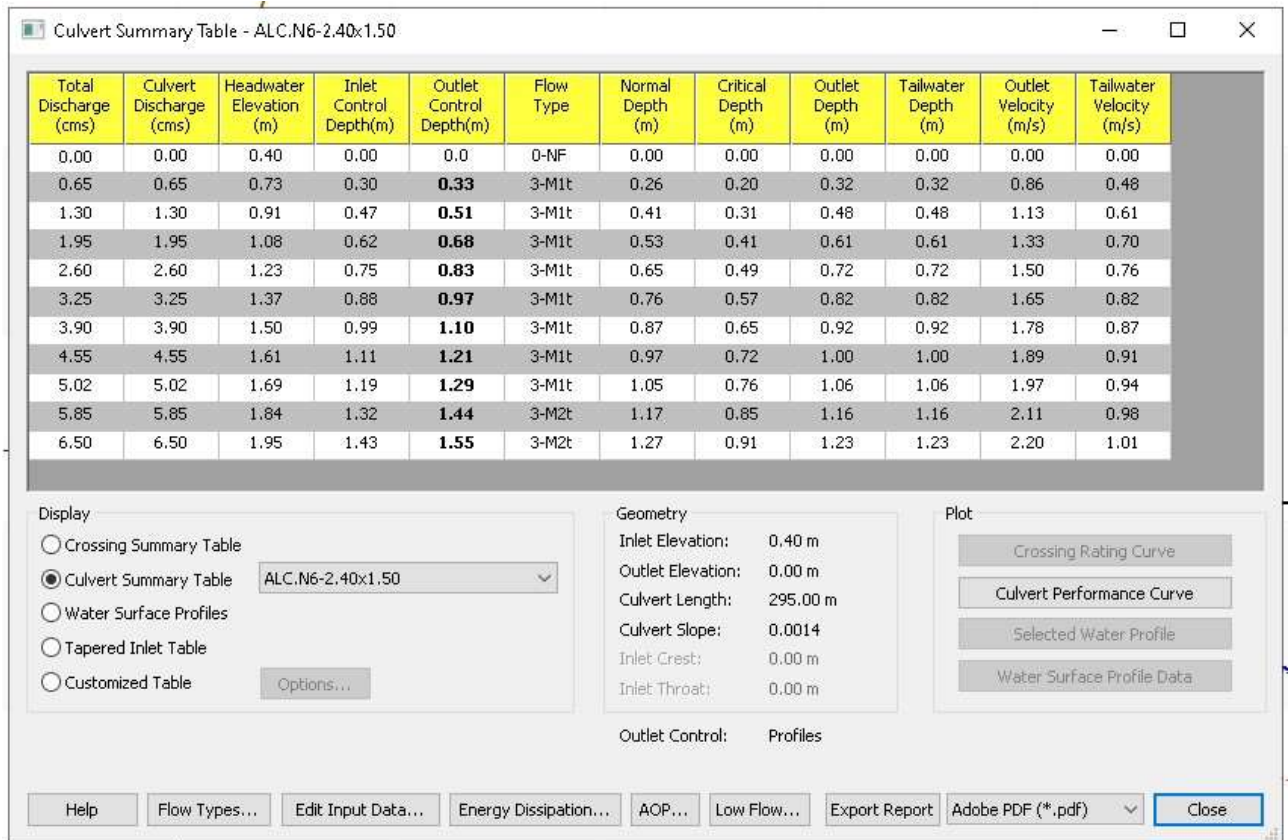 Culvert Summary Table - ALC.N6-2.40x1.50
Total Discharge (cms) Culvert Discharge (cms) Headwater Elevation (m) Inlet Control Depth(m) Outlet Control Depth(m) Flow Type Normal Depth (m) Critical Depth (m) Outlet Depth (m) Tailwater Depth (m) Outlet Velocity (m/s) Tailwater Velocity (m/s)
0.00 0.00 0.40 0.00 0.0 0-NF 0.00 0.00 0.00 0.00 0.00 0.00
0.65 0.65 0.73 0.30 0.33 3-M1t 0.26 0.20 0.32 0.32 0.86 0.48
1.30 1.30 0.91 0.47 0.51 3-M1t 0.41 0.31 0.48 0.48 1.13 0.61
1.95 1.95 1.08 0.62 0.68 3-M1t 0.53 0.41 0.61 0.61 1.33 0.70
2.60 2.60 1.23 0.75 0.83 3-M1t 0.65 0.49 0.72 0.72 1.50 0.76
3.25 3.25 1.37 0.88 0.97 3-M1t 0.76 0.57 0.82 0.82 1.65 0.82
3.90 3.90 1.50 0.99 1.10 3-M1t 0.87 0.65 0.92 0.92 1.78 0.87
4.55 4.55 1.61 1.11 1.21 3-M1t 0.97 0.72 1.00 1.00 1.89 0.91
5.02 5.02 1.69 1.19 1.29 3-M1t 1.05 0.76 1.06 1.06 1.97 0.94
5.85 5.85 1.84 1.32 1.44 3-M2t 1.17 0.85 1.16 1.16 2.11 0.98
6.50 6.50 1.95 1.43 1.55 3-M2t 1.27 0.91 1.23 1.23 2.20 1.01
Display
Crossing Summary Table
Culvert Summary Table ALC.N6-2.40x1.50
Water Surface Profiles
Tapered Inlet Table
Customized Table Options...
Geometry
Inlet Elevation: 0.40 m
Outlet Elevation: 0.00 m
Culvert Length: 295.00 m
Culvert Slope: 0.0014
Inlet Crest: 0.00 m
Inlet Throat: 0.00 m
Outlet Control: Profiles
Plot
Crossing Rating Curve
Culvert Performance Curve
Selected Water Profile
Water Surface Profile Data
Help Flow Types... Edit Input Data... Energy Dissipation... AOP... Low Flow... Export Report Adobe PDF (*.pdf) Close